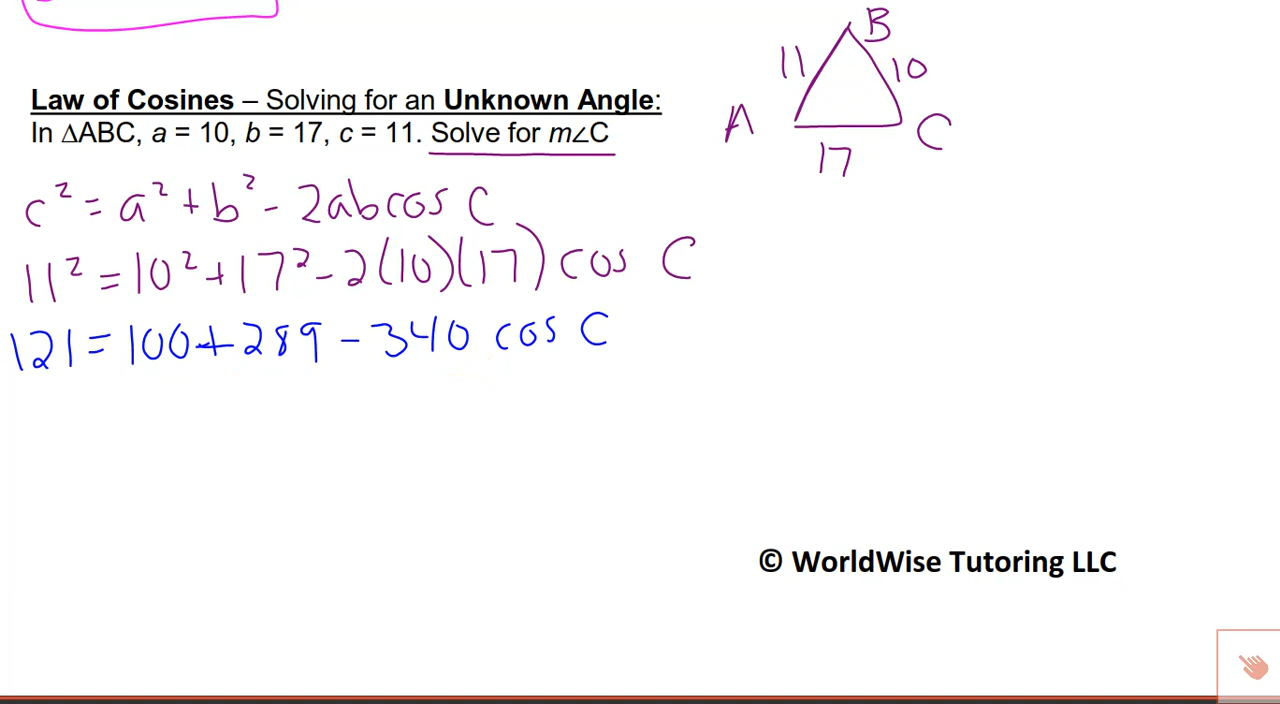 Law of Cosines – Solving for an Unknown Angle:
In ∆ABC, a = 10, b = 17, c = 11. Solve for m∠C
B
11
10
A
C
17
c² = a² + b² - 2abcos C
11² = 10² + 17² - 2(10)(17) cos C
121 = 100 + 289 - 340 cos C
© WorldWise Tutoring LLC